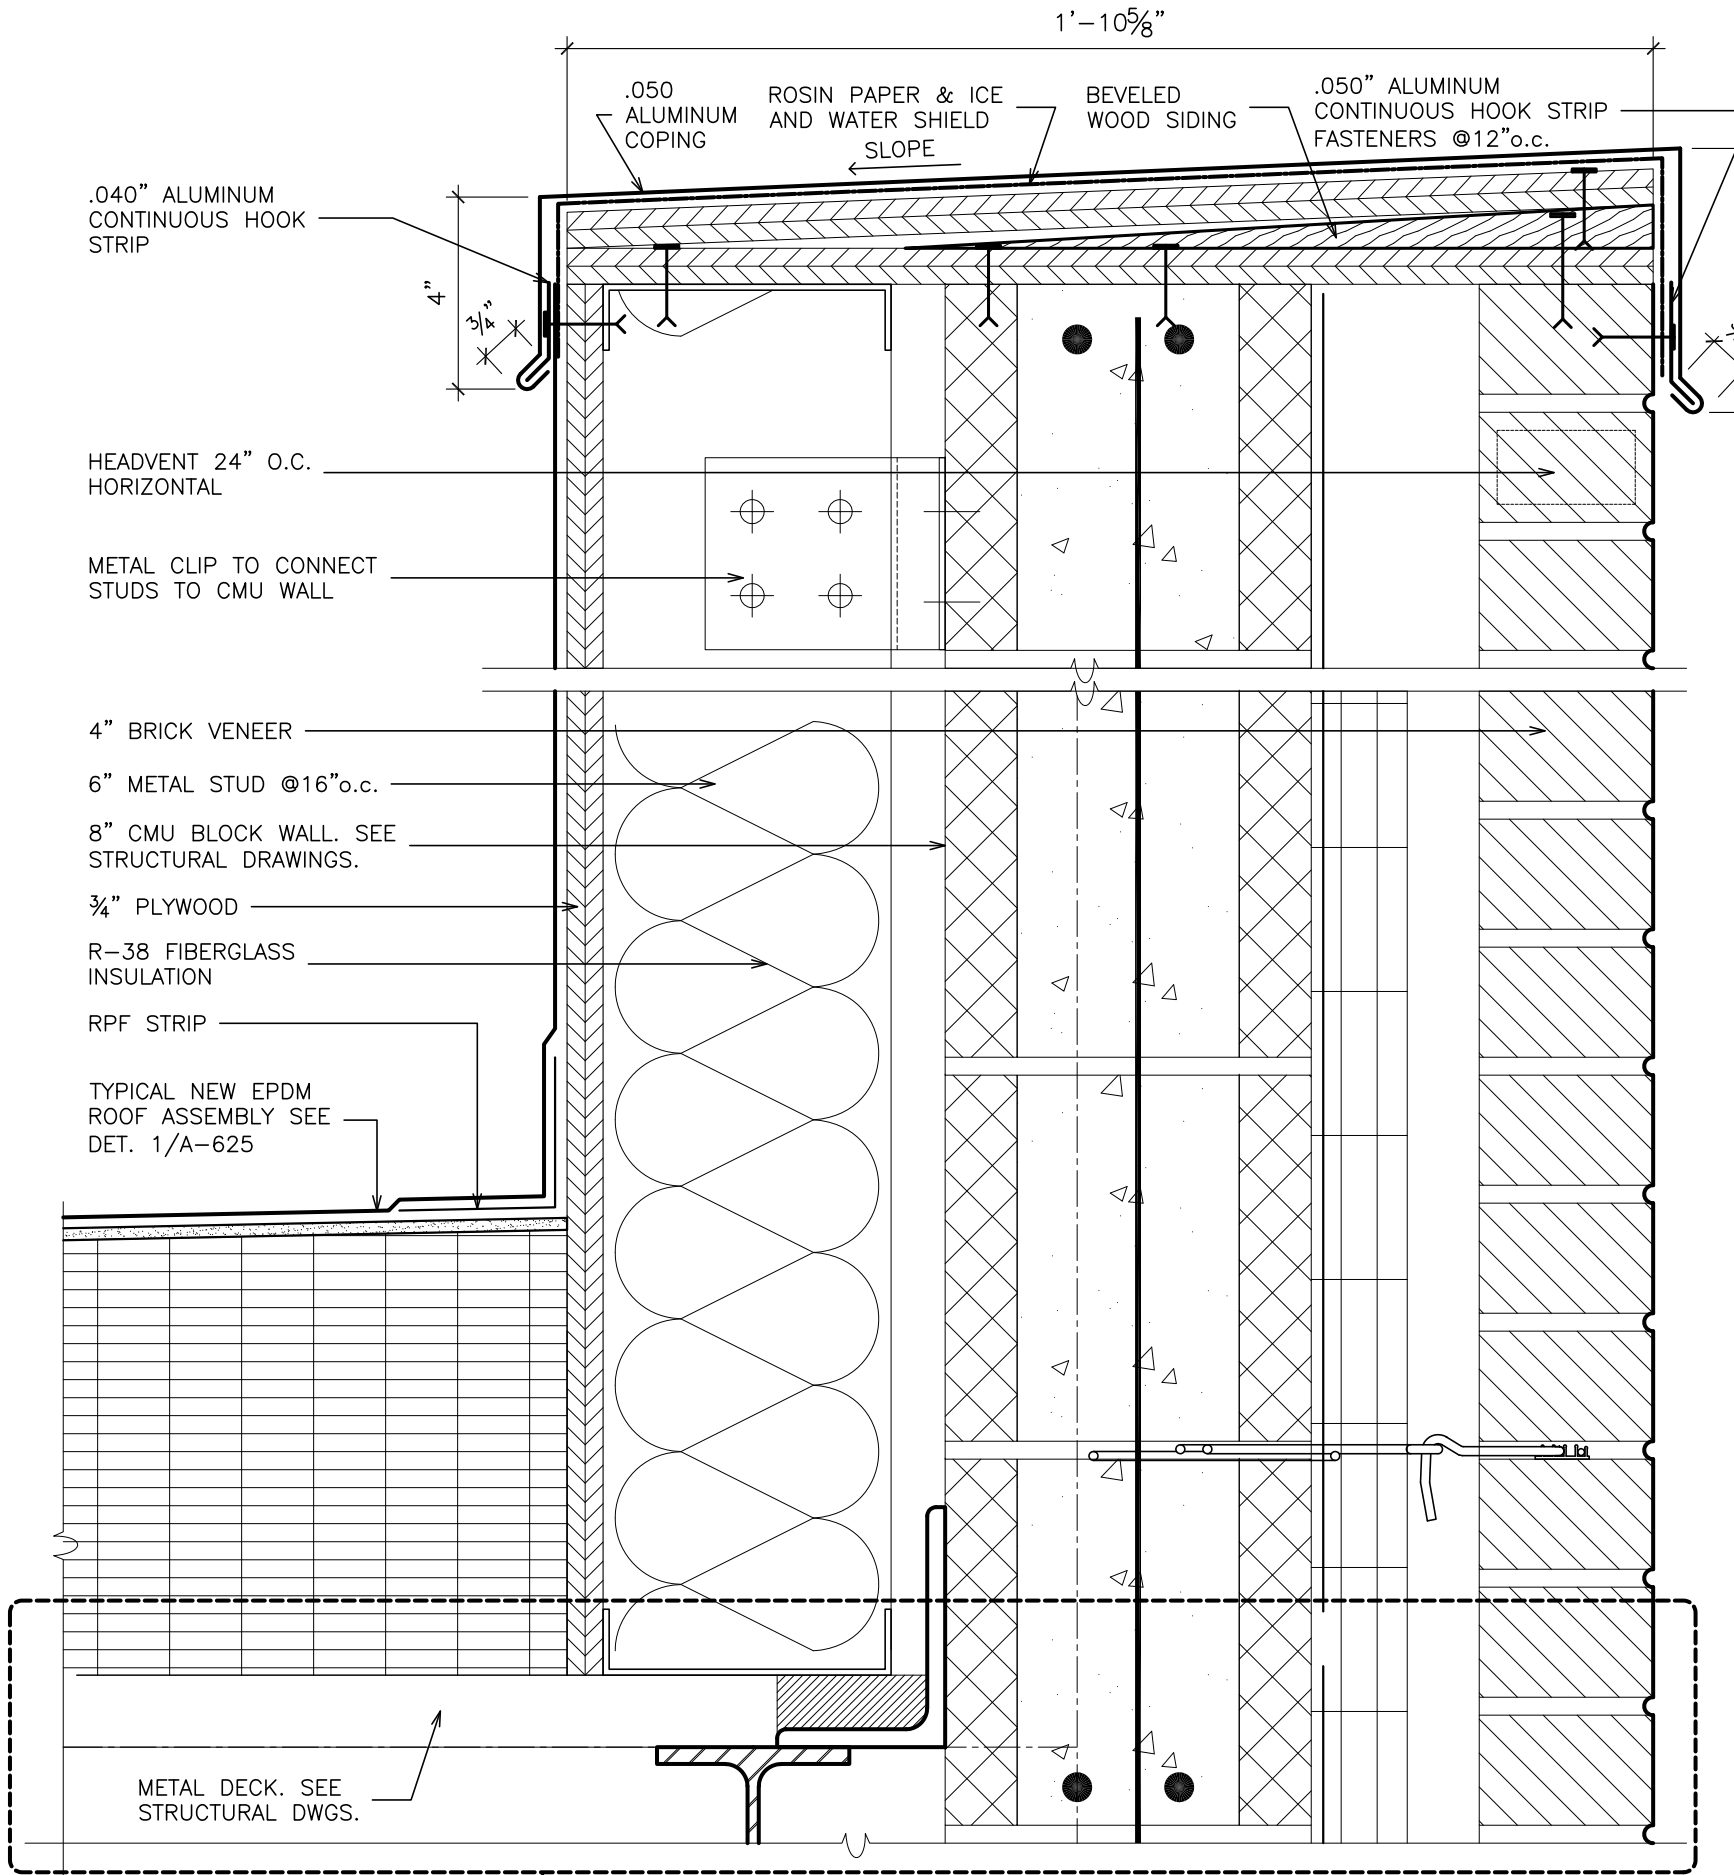 1'-10⅝"
.050
ALUMINUM
COPING
ROSIN PAPER & ICE
AND WATER SHIELD
SLOPE
BEVELED
WOOD SIDING
.050" ALUMINUM
CONTINUOUS HOOK STRIP
FASTENERS @12"o.c.
.040" ALUMINUM
CONTINUOUS HOOK
STRIP
4"
3/4"
HEADVENT 24" O.C.
HORIZONTAL
METAL CLIP TO CONNECT
STUDS TO CMU WALL
4" BRICK VENEER
6" METAL STUD @16"o.c.
8" CMU BLOCK WALL. SEE
STRUCTURAL DRAWINGS.
¾" PLYWOOD
R-38 FIBERGLASS
INSULATION
RPF STRIP
TYPICAL NEW EPDM
ROOF ASSEMBLY SEE
DET. 1/A-625
METAL DECK. SEE
STRUCTURAL DWGS.